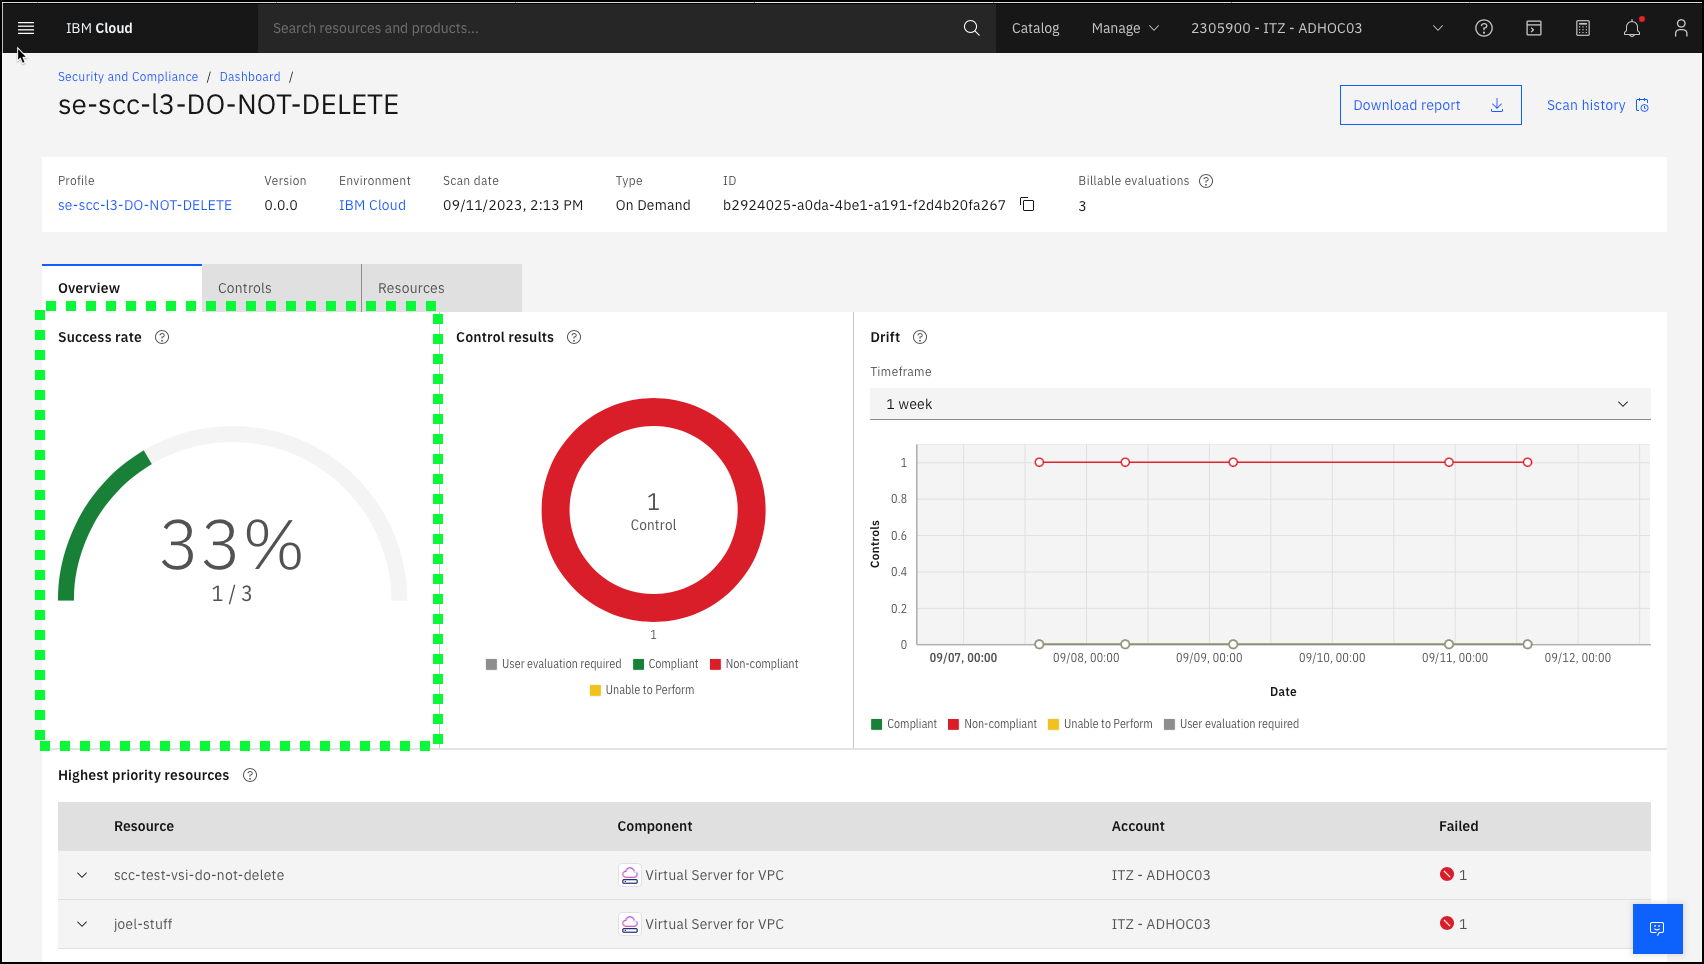 IBM Cloud
Search resources and products...
Catalog
Manage
2305900 - ITZ - ADHOC03
Security and Compliance / Dashboard /
se-scc-l3-DO-NOT-DELETE
Download report
Scan history
Profile
se-scc-l3-DO-NOT-DELETE
Version
0.0.0
Environment
IBM Cloud
Scan date
09/11/2023, 2:13 PM
Type
On Demand
ID
b2924025-a0da-4be1-a191-f2d4b20fa267
Billable evaluations
3
Overview
Controls
Resources
Success rate
33%
1 / 3
Control results
1
Control
1
User evaluation required
Compliant
Non-compliant
Unable to Perform
Drift
Timeframe
1 week
Controls
1
0.8
0.6
0.4
0.2
0
09/07, 00:00
09/08, 00:00
09/09, 00:00
09/10, 00:00
09/11, 00:00
09/12, 00:00
Date
Compliant
Non-compliant
Unable to Perform
User evaluation required
Highest priority resources
Resource
Component
Account
Failed
scc-test-vsi-do-not-delete
Virtual Server for VPC
ITZ - ADHOC03
1
joel-stuff
Virtual Server for VPC
ITZ - ADHOC03
1